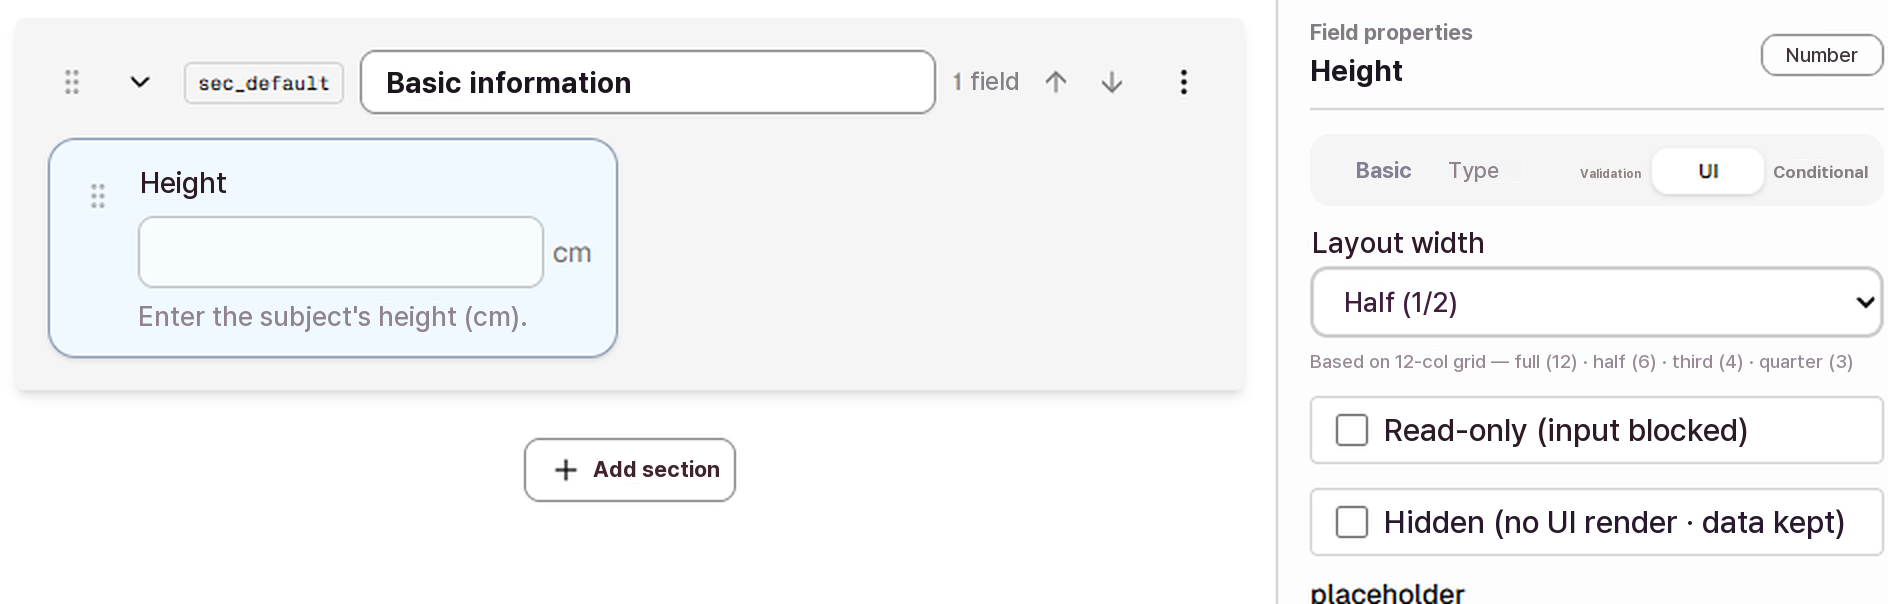 sec_default
Basic information
1 field
Height
cm
Enter the subject's height (cm).
Add section
Field properties
Height
Number
Basic
Type
Validation
UI
Conditional
Layout width
Half (1/2)
Based on 12-col grid — full (12) · half (6) · third (4) · quarter (3)
Read-only (input blocked)
Hidden (no UI render · data kept)
placeholder